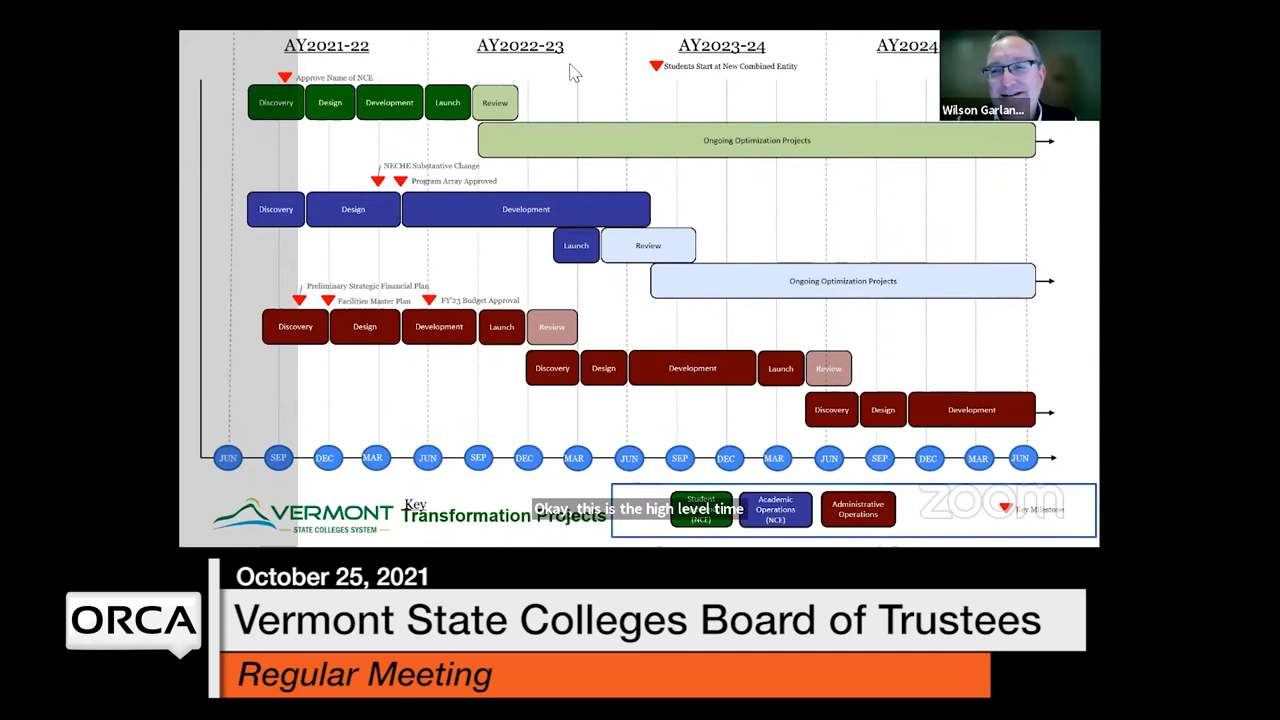 AY2021-22 AY2022-23 AY2023-24 AY2024
Students Start at New Combined Entity
Approve Name of NCE
Discovery Design Development Launch Review
Wilson Garlan...
Ongoing Optimization Projects
NECHE Substantive Change
Program Array Approved
Discovery Design Development
Launch Review
Ongoing Optimization Projects
Preliminary Strategic Financial Plan
Facilities Master Plan FY'23 Budget Approval
Discovery Design Development Launch Review
Discovery Design Development Launch Review
Discovery Design Development
JUN SEP DEC MAR JUN SEP DEC MAR JUN SEP DEC MAR JUN SEP DEC MAR JUN
VERMONT
STATE COLLEGES SYSTEM
Key
Transformation Projects
Okay, this is the high level time
Student
(NCE)
Academic
Operations
(NCE)
Administrative
Operations
zoom
Key Milestone
October 25, 2021
ORCA
Vermont State Colleges Board of Trustees
Regular Meeting